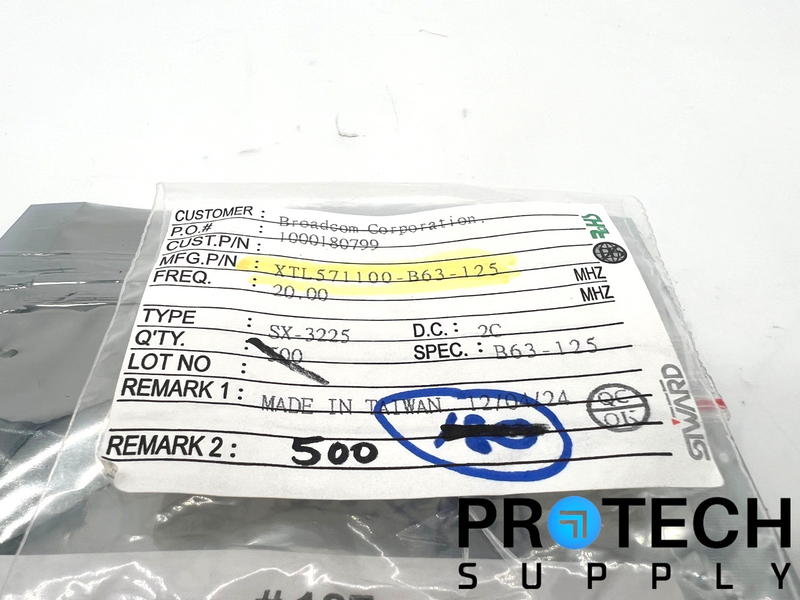 CUSTOMER : Broadcom Corporation.
P.O.# : 1000180799
CUST.P/N :
MFG.P/N : XTL571100-B63-125 MHZ
FREQ. : 20.00 MHZ
TYPE : SX-3225 D.C.: 2C
Q'TY. : 500 SPEC.: B63-125
LOT NO
REMARK 1 : MADE IN TAIWAN 12/04/24
QC OK
REMARK 2 : 500
SIWARD
PROTECH
SUPPLY